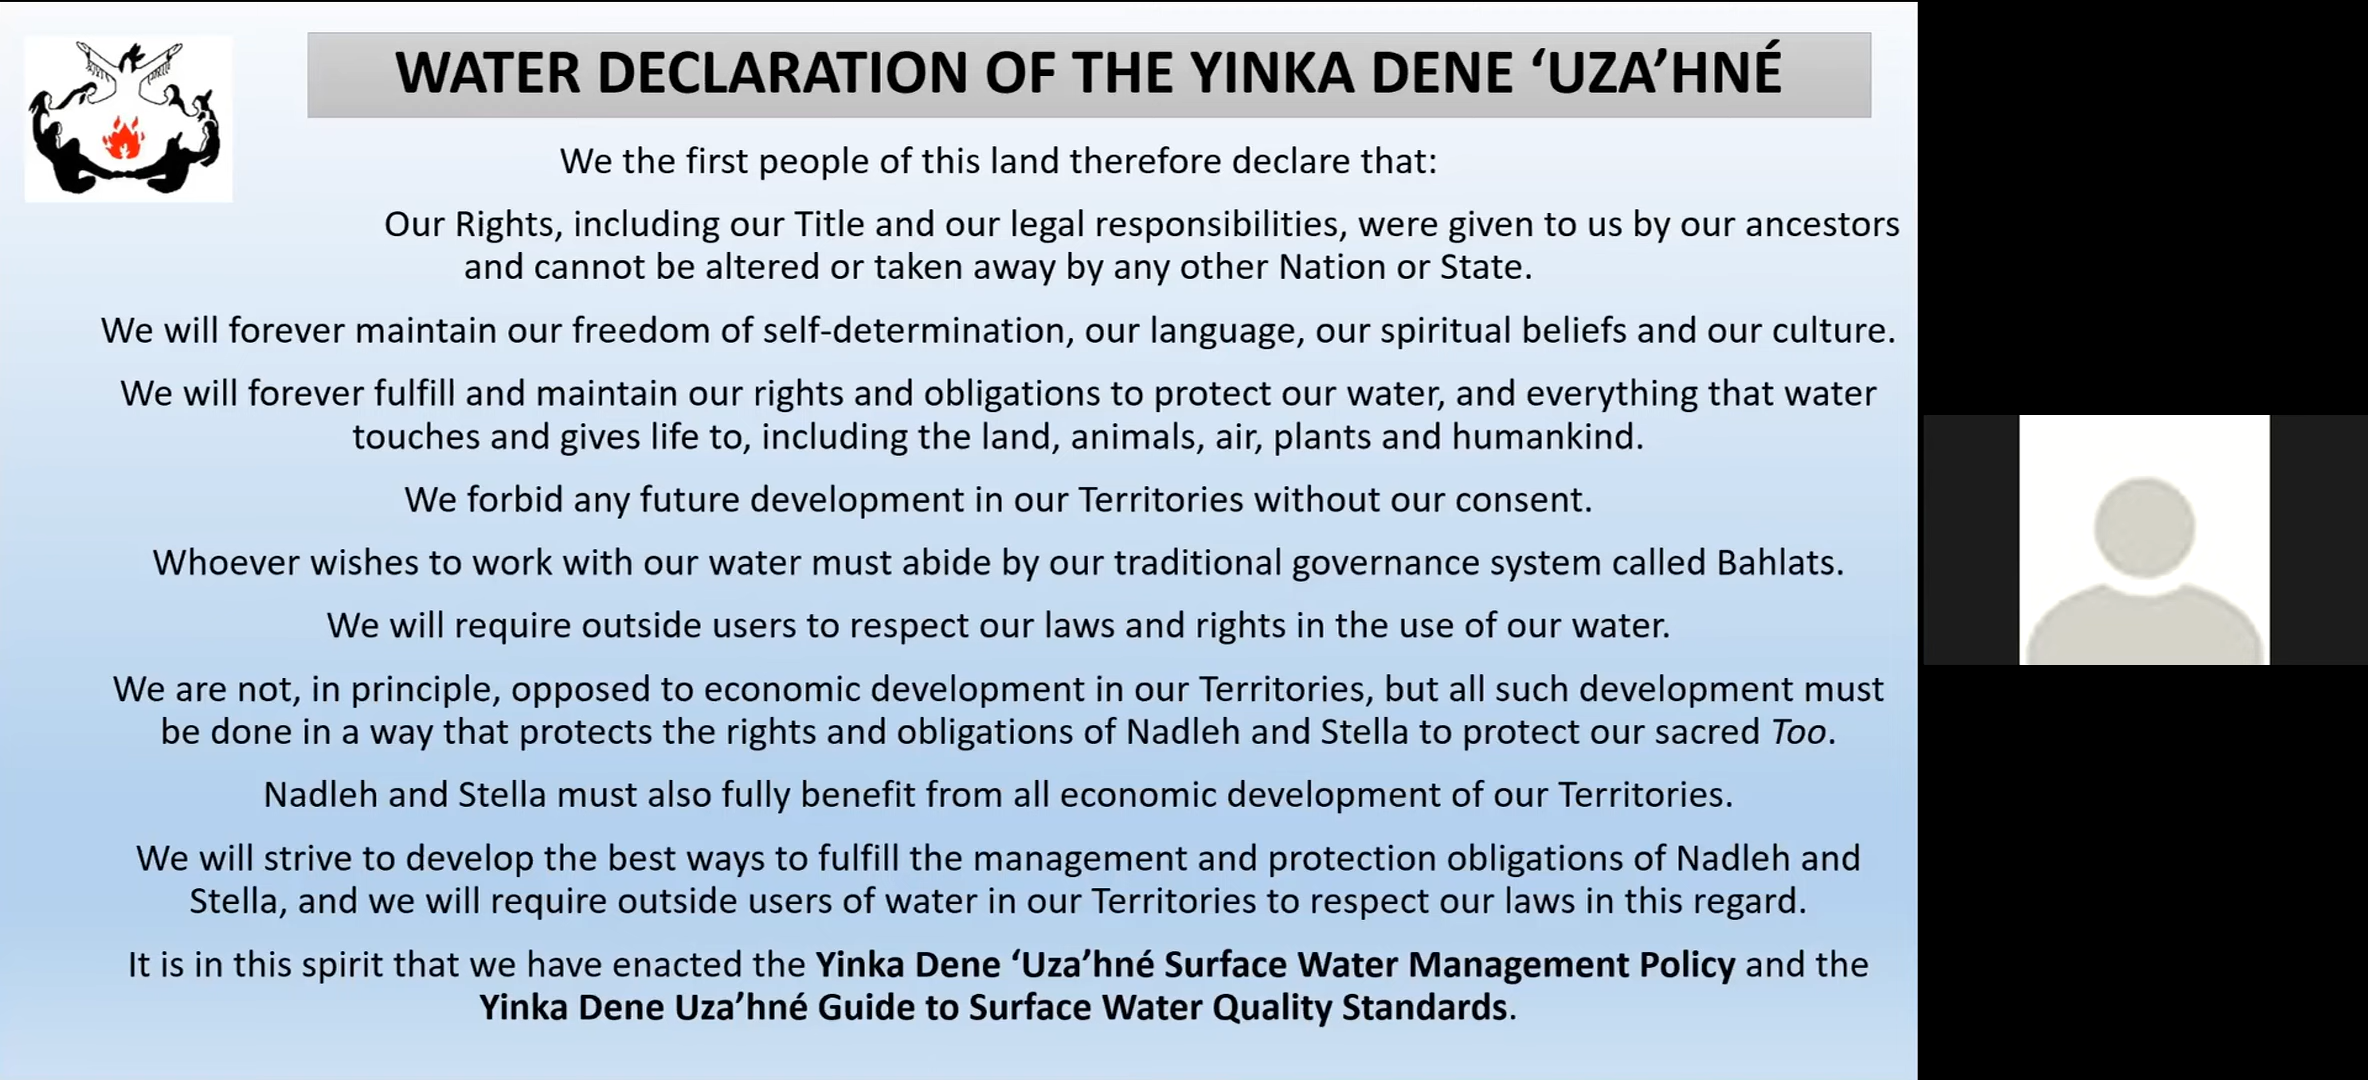 WATER DECLARATION OF THE YINKA DENE ‘UZA’HNÉ
We the first people of this land therefore declare that:
Our Rights, including our Title and our legal responsibilities, were given to us by our ancestors
and cannot be altered or taken away by any other Nation or State.
We will forever maintain our freedom of self-determination, our language, our spiritual beliefs and our culture.
We will forever fulfill and maintain our rights and obligations to protect our water, and everything that water
touches and gives life to, including the land, animals, air, plants and humankind.
We forbid any future development in our Territories without our consent.
Whoever wishes to work with our water must abide by our traditional governance system called Bahlats.
We will require outside users to respect our laws and rights in the use of our water.
We are not, in principle, opposed to economic development in our Territories, but all such development must
be done in a way that protects the rights and obligations of Nadleh and Stella to protect our sacred Too.
Nadleh and Stella must also fully benefit from all economic development of our Territories.
We will strive to develop the best ways to fulfill the management and protection obligations of Nadleh and
Stella, and we will require outside users of water in our Territories to respect our laws in this regard.
It is in this spirit that we have enacted the Yinka Dene ‘Uza’hné Surface Water Management Policy and the
Yinka Dene Uza’hné Guide to Surface Water Quality Standards.